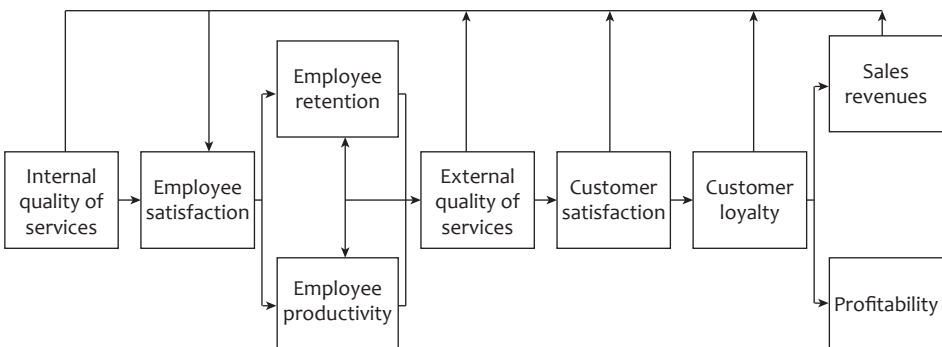 Employee
retention
Sales
revenues
Internal
quality of
services
Employee
satisfaction
External
quality of
services
Customer
satisfaction
Customer
loyalty
Employee
productivity
Profitability